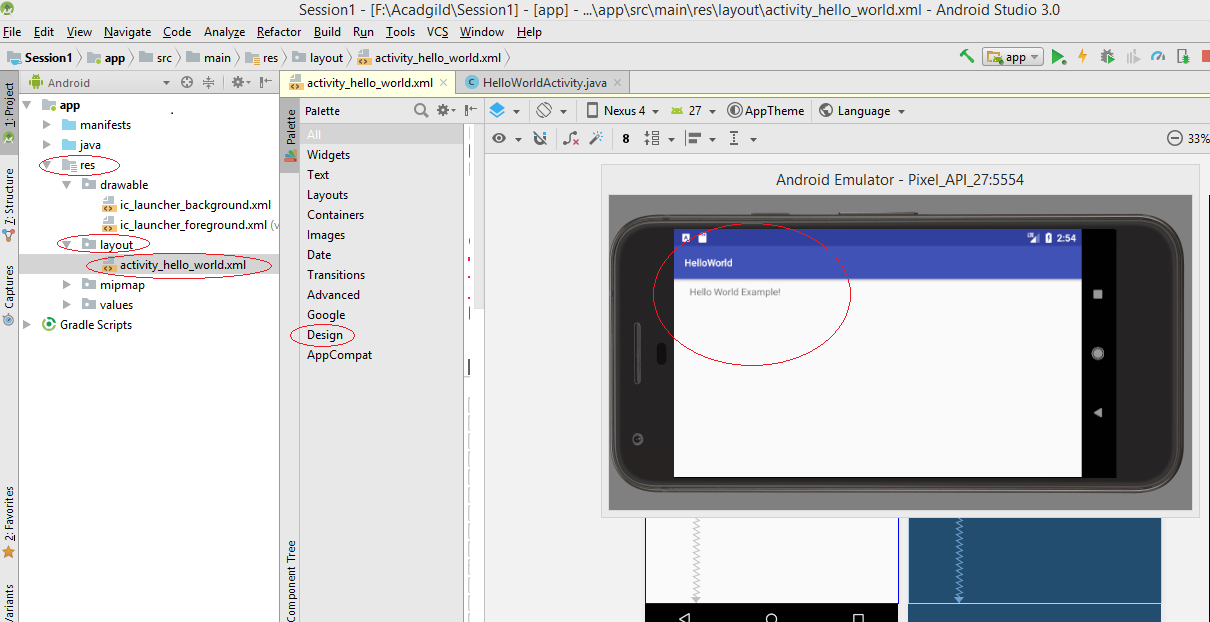 Session1 - [F:\Acadgild\Session1] - [app] - ...\app\src\main\res\layout\activity_hello_world.xml - Android Studio 3.0
File Edit View Navigate Code Analyze Refactor Build Run Tools VCS Window Help
Session1 app src main res layout activity_hello_world.xml app
Android activity_hello_world.xml HelloWorldActivity.java
1: Project
7: Structure
Captures
2: Favorites
app
manifests
java
res
drawable
ic_launcher_background.xml
ic_launcher_foreground.xml (v
layout
activity_hello_world.xml
mipmap
values
Gradle Scripts
Palette
Component Tree
Palette
All
Widgets
Text
Layouts
Containers
Images
Date
Transitions
Advanced
Google
Design
AppCompat
Nexus 4 27 AppTheme Language
8 33%
Android Emulator - Pixel_API_27:5554
2:54
HelloWorld
Hello World Example!